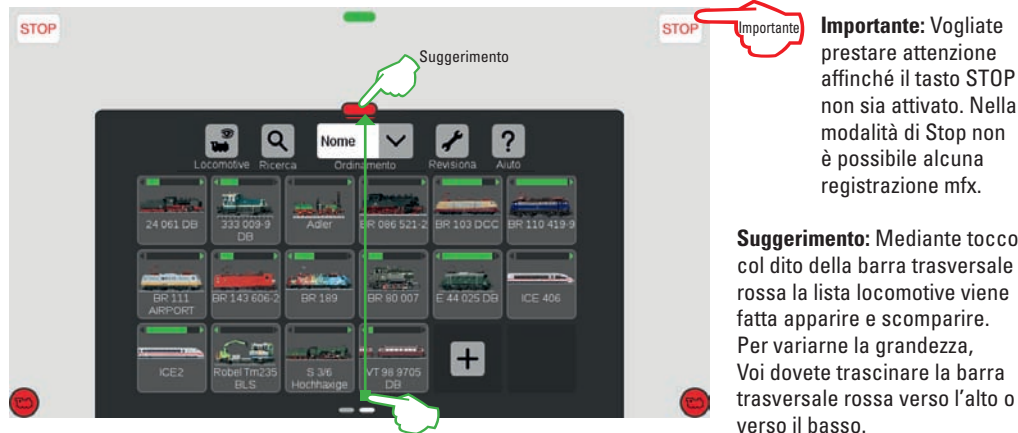 STOP
STOP
Importante
Suggerimento
Nome
Locomotive Ricerca Ordinamento Revisiona Aiuto
24 061 DB
333 009-9
DB
Adler
BR 086 521-2
BR 103 DCC
BR 110 419-9
BR 111
AIRPORT
BR 143 606-2
BR 189
BR 80 007
E 44 025 DB
ICE 406
ICE2
Robel Tm235
BLS
S 3/6
Hochhaxige
VT 98 9705
DB
Importante: Vogliate
prestare attenzione
affinché il tasto STOP
non sia attivato. Nella
modalità di Stop non
è possibile alcuna
registrazione mfx.
Suggerimento: Mediante tocco
col dito della barra trasversale
rossa la lista locomotive viene
fatta apparire e scomparire.
Per variarne la grandezza,
Voi dovete trascinare la barra
trasversale rossa verso l'alto o
verso il basso.